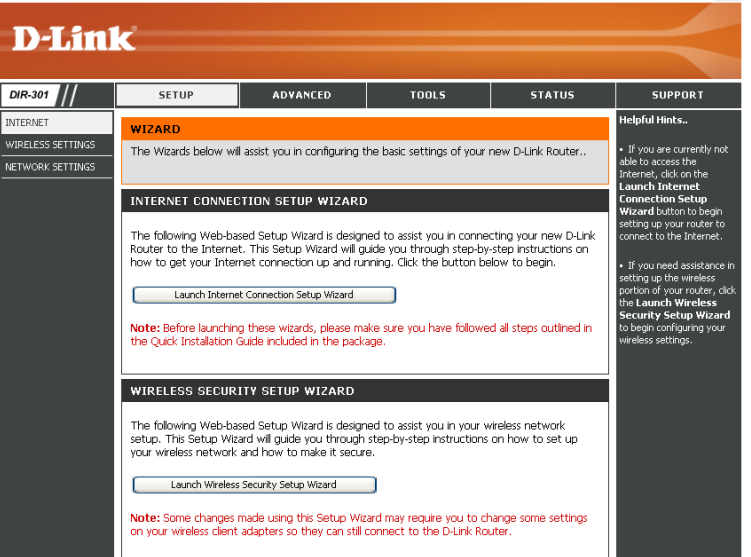 D-Link
DIR-301
SETUP
ADVANCED
TOOLS
STATUS
SUPPORT
INTERNET
WIRELESS SETTINGS
NETWORK SETTINGS
WIZARD
The Wizards below will assist you in configuring the basic settings of your new D-Link Router..
INTERNET CONNECTION SETUP WIZARD
The following Web-based Setup Wizard is designed to assist you in connecting your new D-Link
Router to the Internet. This Setup Wizard will guide you through step-by-step instructions on
how to get your Internet connection up and running. Click the button below to begin.
Launch Internet Connection Setup Wizard
Note: Before launching these wizards, please make sure you have followed all steps outlined in
the Quick Installation Guide included in the package.
WIRELESS SECURITY SETUP WIZARD
The following Web-based Setup Wizard is designed to assist you in your wireless network
setup. This Setup Wizard will guide you through step-by-step instructions on how to set up
your wireless network and how to make it secure.
Launch Wireless Security Setup Wizard
Note: Some changes made using this Setup Wizard may require you to change some settings
on your wireless client adapters so they can still connect to the D-Link Router.
Helpful Hints..
• If you are currently not
able to access the
Internet, click on the
Launch Internet
Connection Setup
Wizard button to begin
setting up your router to
connect to the Internet.
• If you need assistance in
setting up the wireless
portion of your router, click
the Launch Wireless
Security Setup Wizard
to begin configuring your
wireless settings.